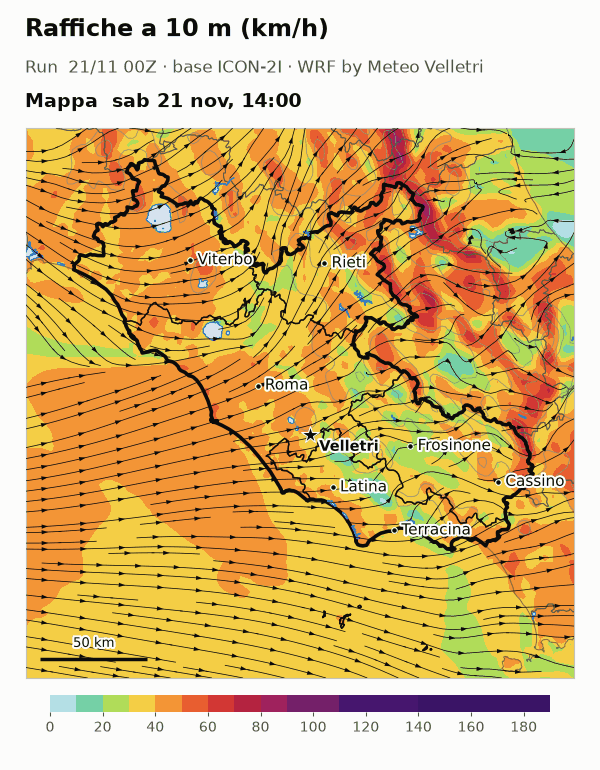 Raffiche a 10 m (km/h)
Run 21/11 00Z · base ICON-2I · WRF by Meteo Velletri
Mappa sab 21 nov, 14:00
Viterbo
Rieti
Roma
Velletri
Frosinone
Cassino
Latina
Terracina
50 km
0 20 40 60 80 100 120 140 160 180